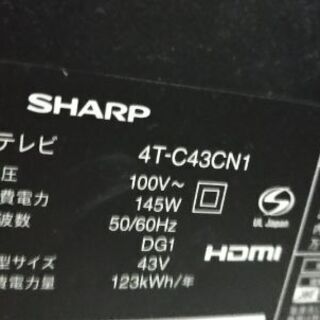 SHARP
テレビ 4T-C43CN1
圧 100V~
費電力 145W
波数 50/60Hz
DG1
型サイズ 43V
費電力量 123kWh/年
UL Japan
HDMI